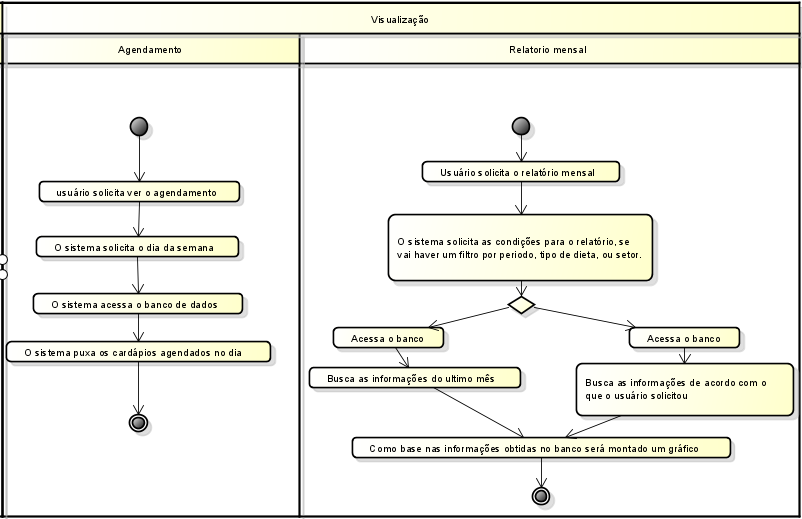 Visualização
Agendamento
Relatorio mensal
usuário solicita ver o agendamento
O sistema solicita o dia da semana
O sistema acessa o banco de dados
O sistema puxa os cardápios agendados no dia
Usuário solicita o relatório mensal
O sistema solicita as condições para o relatório, se
vai haver um filtro por periodo, tipo de dieta, ou setor.
Acessa o banco
Busca as informações do ultimo mês
Acessa o banco
Busca as informações de acordo com o
que o usuário solicitou
Como base nas informações obtidas no banco será montado um gráfico